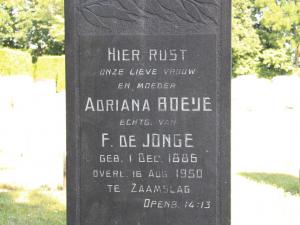 HIER RUST
ONZE LIEVE VROUW
EN MOEDER
ADRIANA BOEIJE
ECHTG. VAN
F. DE JONGE
GEB. 1 DEC. 1886
OVERL. 16 AUG. 1950
TE ZAAMSLAG
OPENB. 14:13